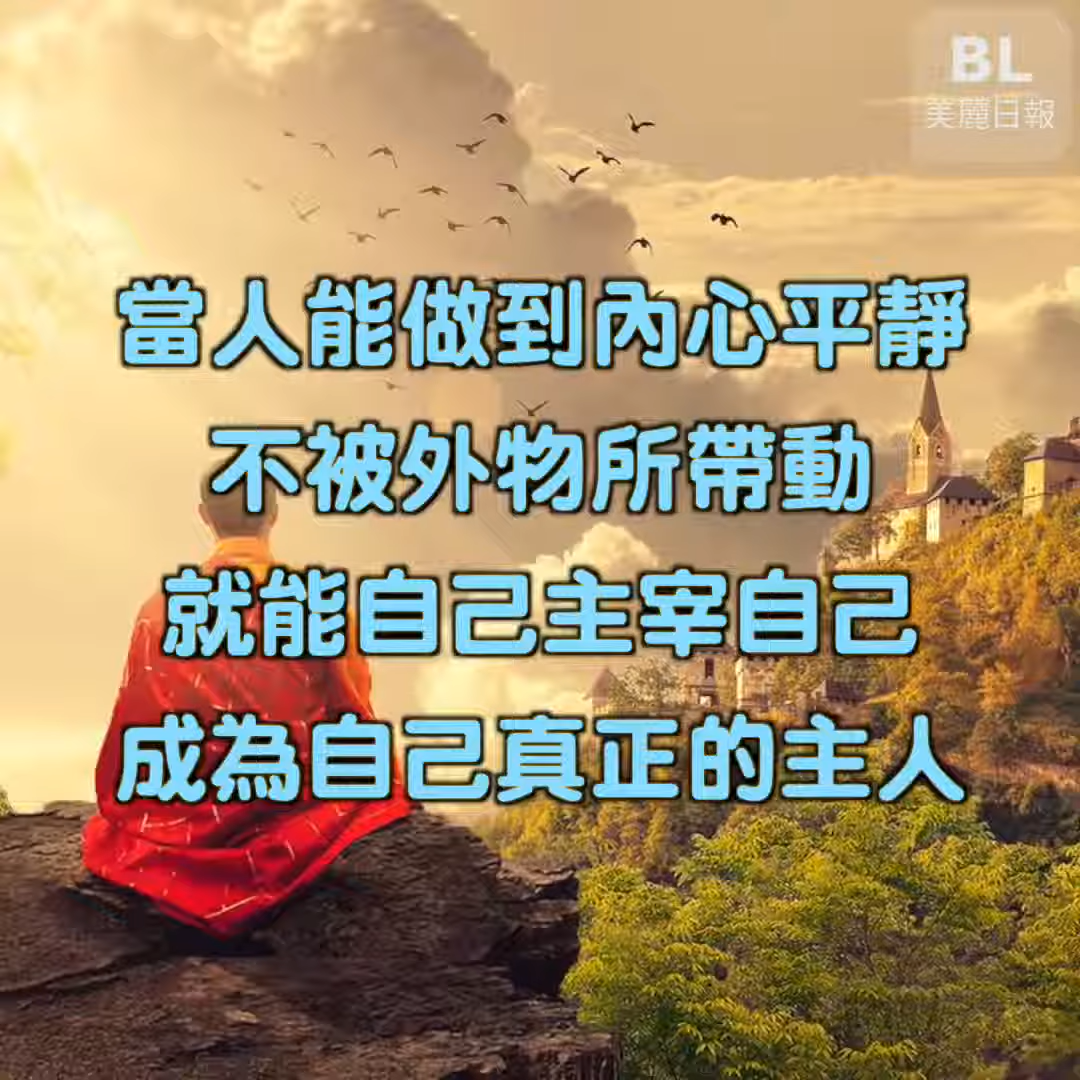 BL
美麗日報
當人能做到內心平靜
不被外物所帶動
就能自己主宰自己
成為自己真正的主人